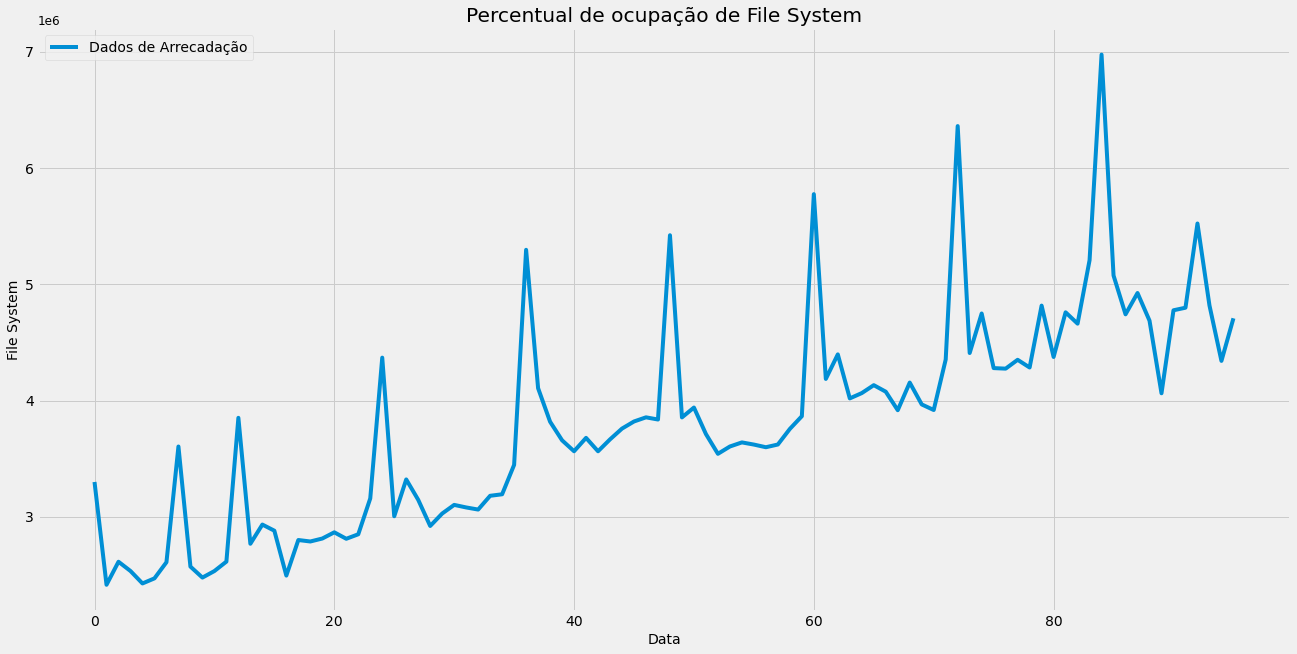 Percentual de ocupação de File System
1e6
Dados de Arrecadação
7
6
5
4
3
File System
0 20 40 60 80
Data